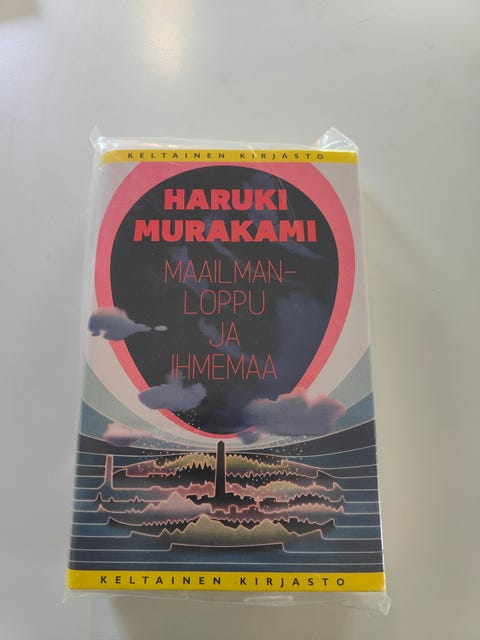 KELTAINEN KIRJASTO
HARUKI
MURAKAMI
MAAILMAN–
LOPPU
JA
IHMEMAA
KELTAINEN KIRJASTO